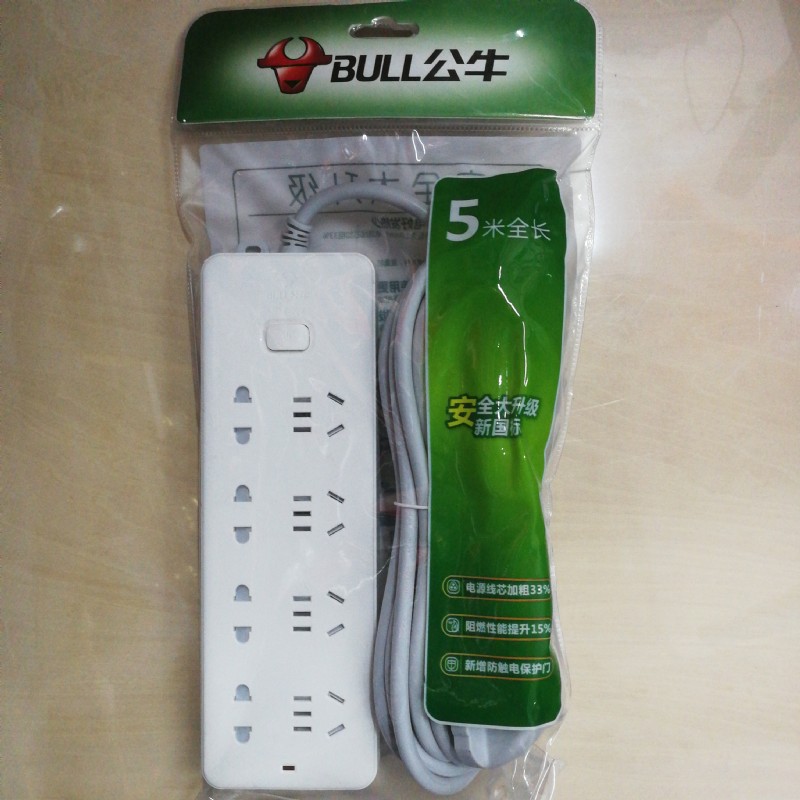 BULL公牛
5米全长
安全大升级
新国标
电源线芯加粗33%
阻燃性能提升15%
新增防触电保护门